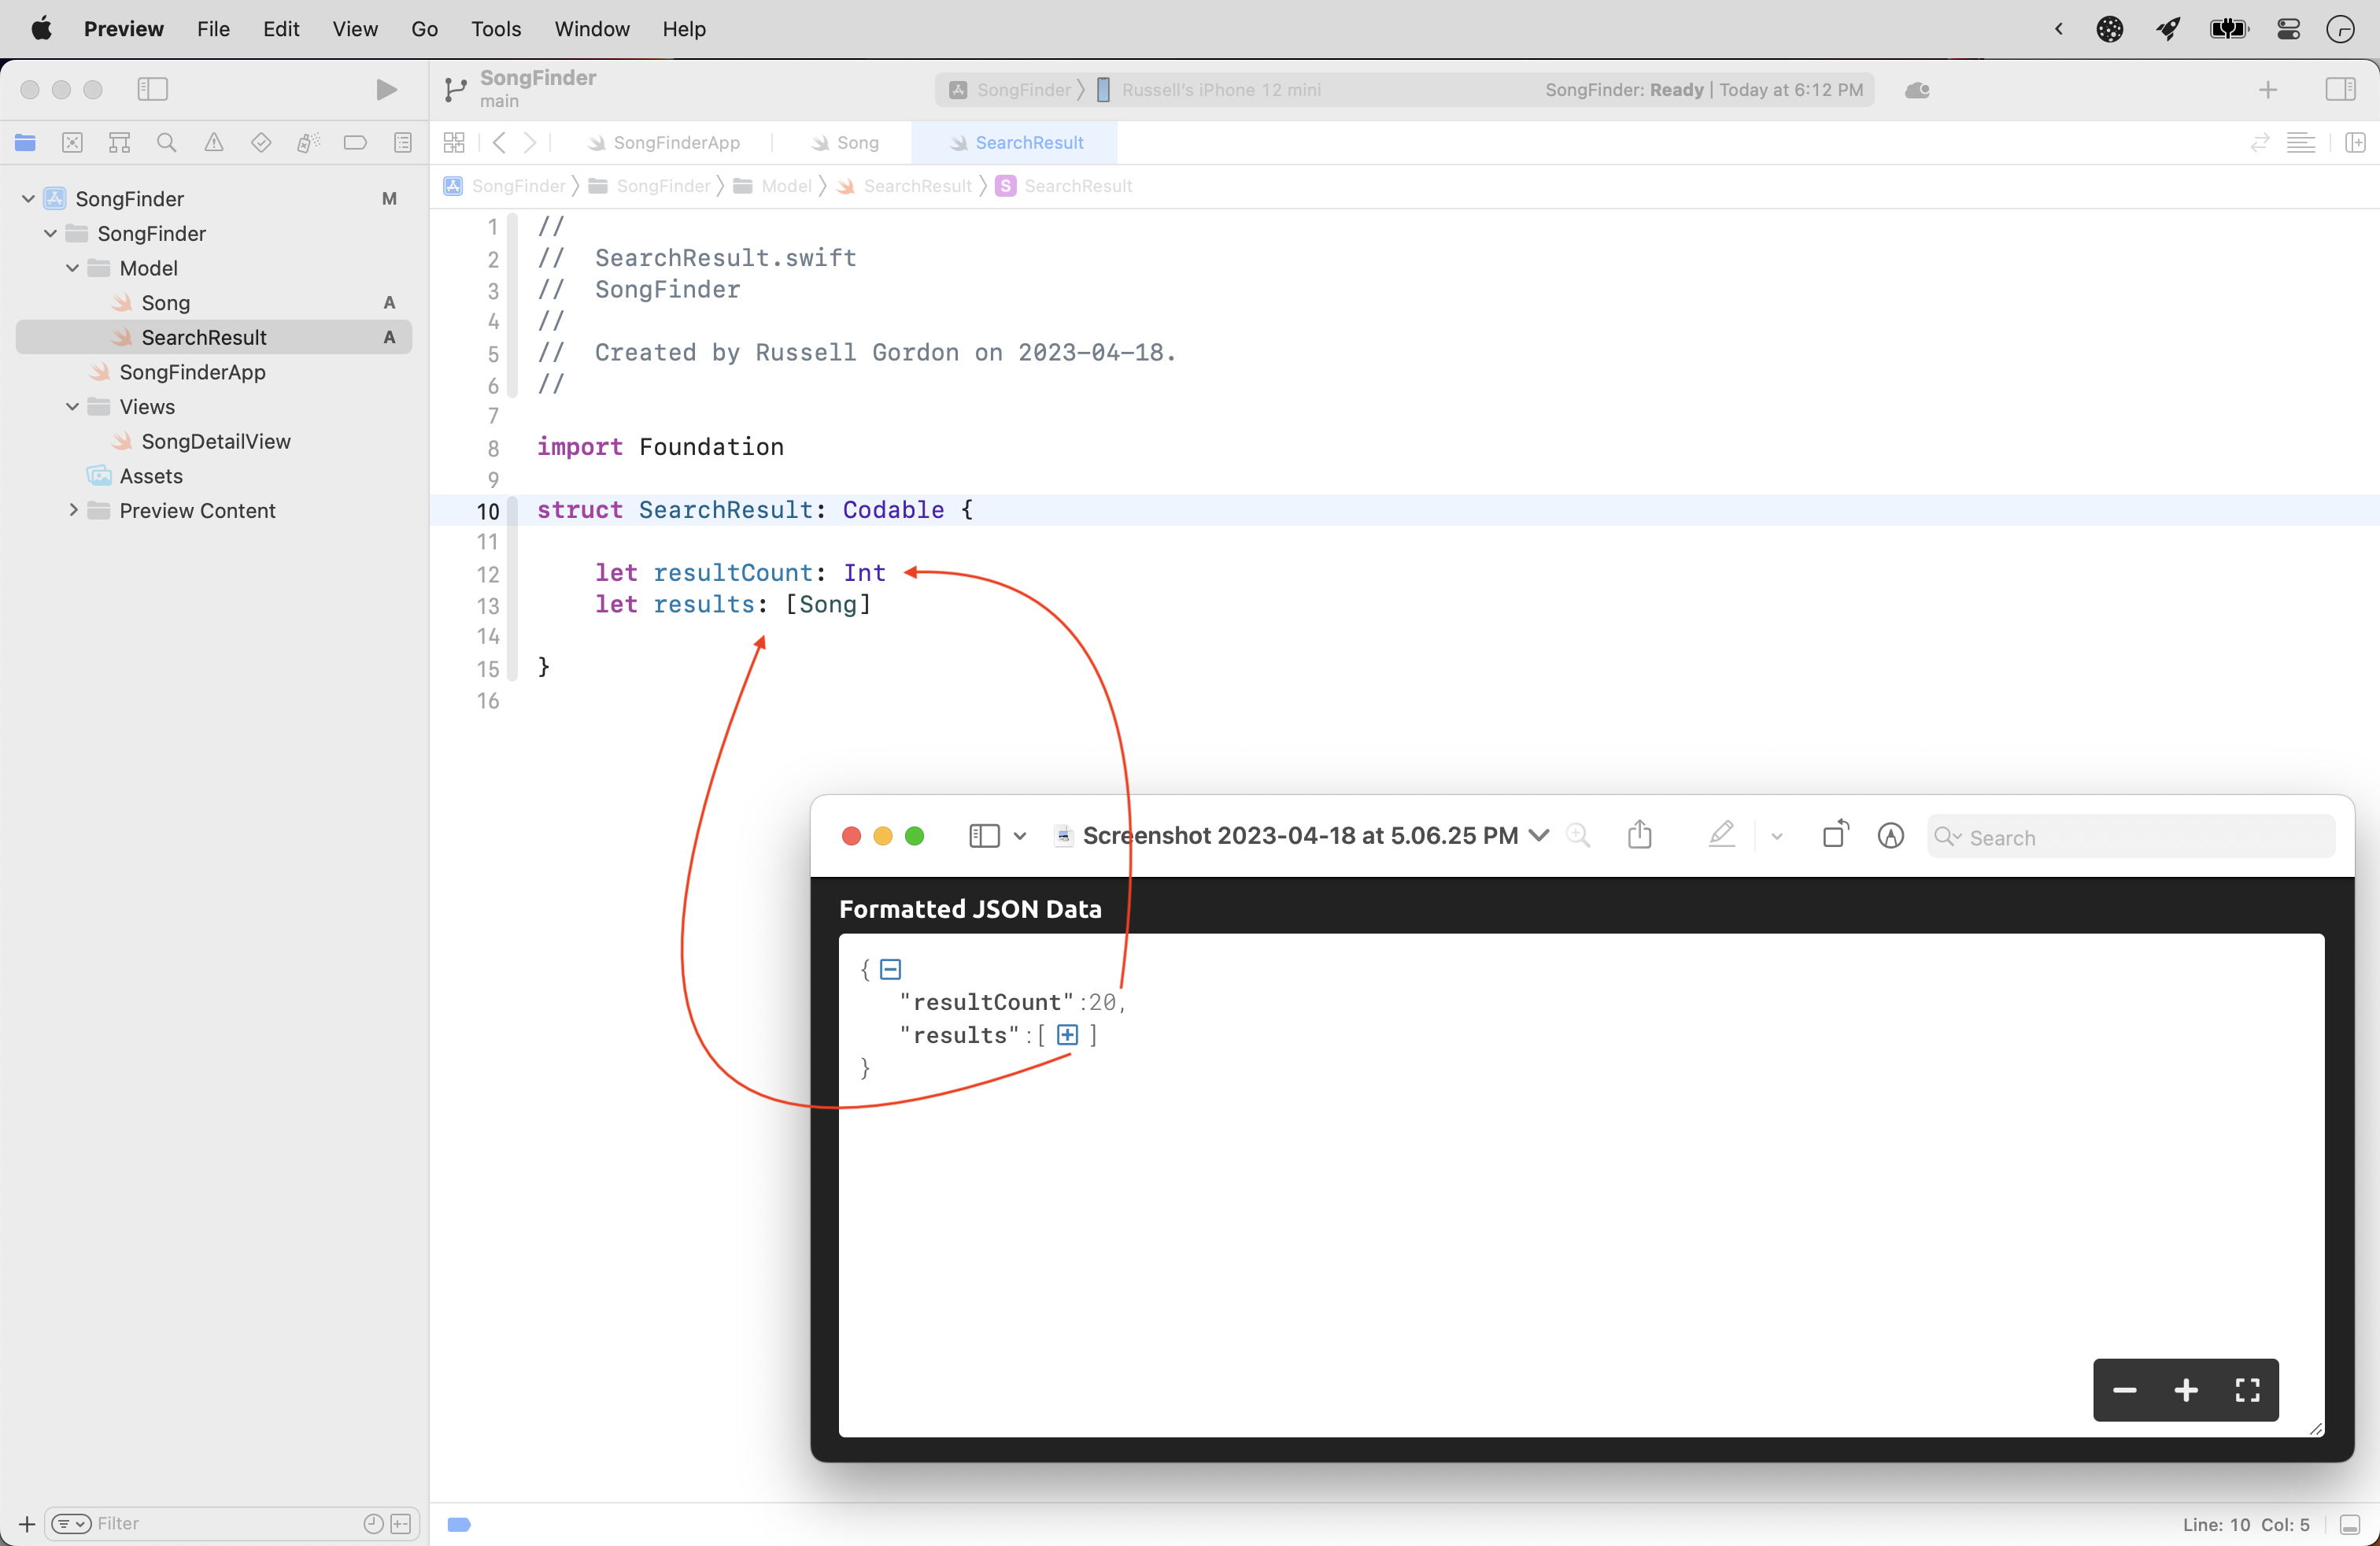 Preview File Edit View Go Tools Window Help
SongFinder
main
SongFinder Russell's iPhone 12 mini
SongFinder: Ready | Today at 6:12 PM
SongFinderApp Song SearchResult
SongFinder SongFinder Model SearchResult S SearchResult
SongFinder M
SongFinder
Model
Song A
SearchResult A
SongFinderApp
Views
SongDetailView
Assets
Preview Content
1 //
2 //  SearchResult.swift
3 //  SongFinder
4 //
5 //  Created by Russell Gordon on 2023-04-18.
6 //
7
8 import Foundation
9
10 struct SearchResult: Codable {
11
12     let resultCount: Int
13     let results: [Song]
14
15 }
16
Screenshot 2023-04-18 at 5.06.25 PM
Search
Formatted JSON Data
{
"resultCount":20,
"results":[ ]
}
Filter
Line: 10 Col: 5